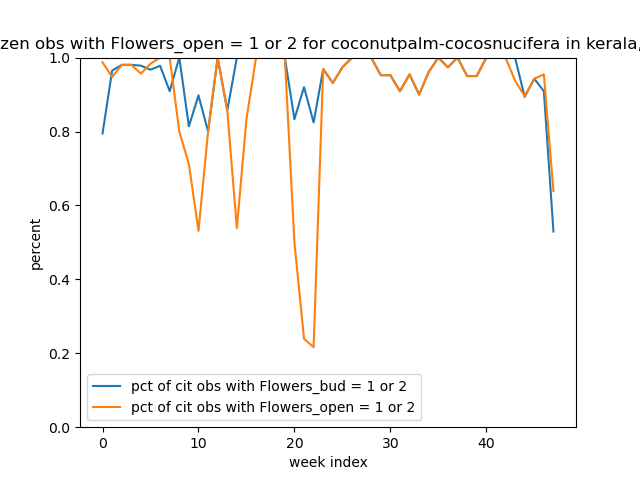 zen obs with Flowers_open = 1 or 2 for coconutpalm-cocosnucifera in kerala,
1.0
0.8
0.6
0.4
0.2
0.0
percent
pct of cit obs with Flowers_bud = 1 or 2
pct of cit obs with Flowers_open = 1 or 2
0 10 20 30 40
week index